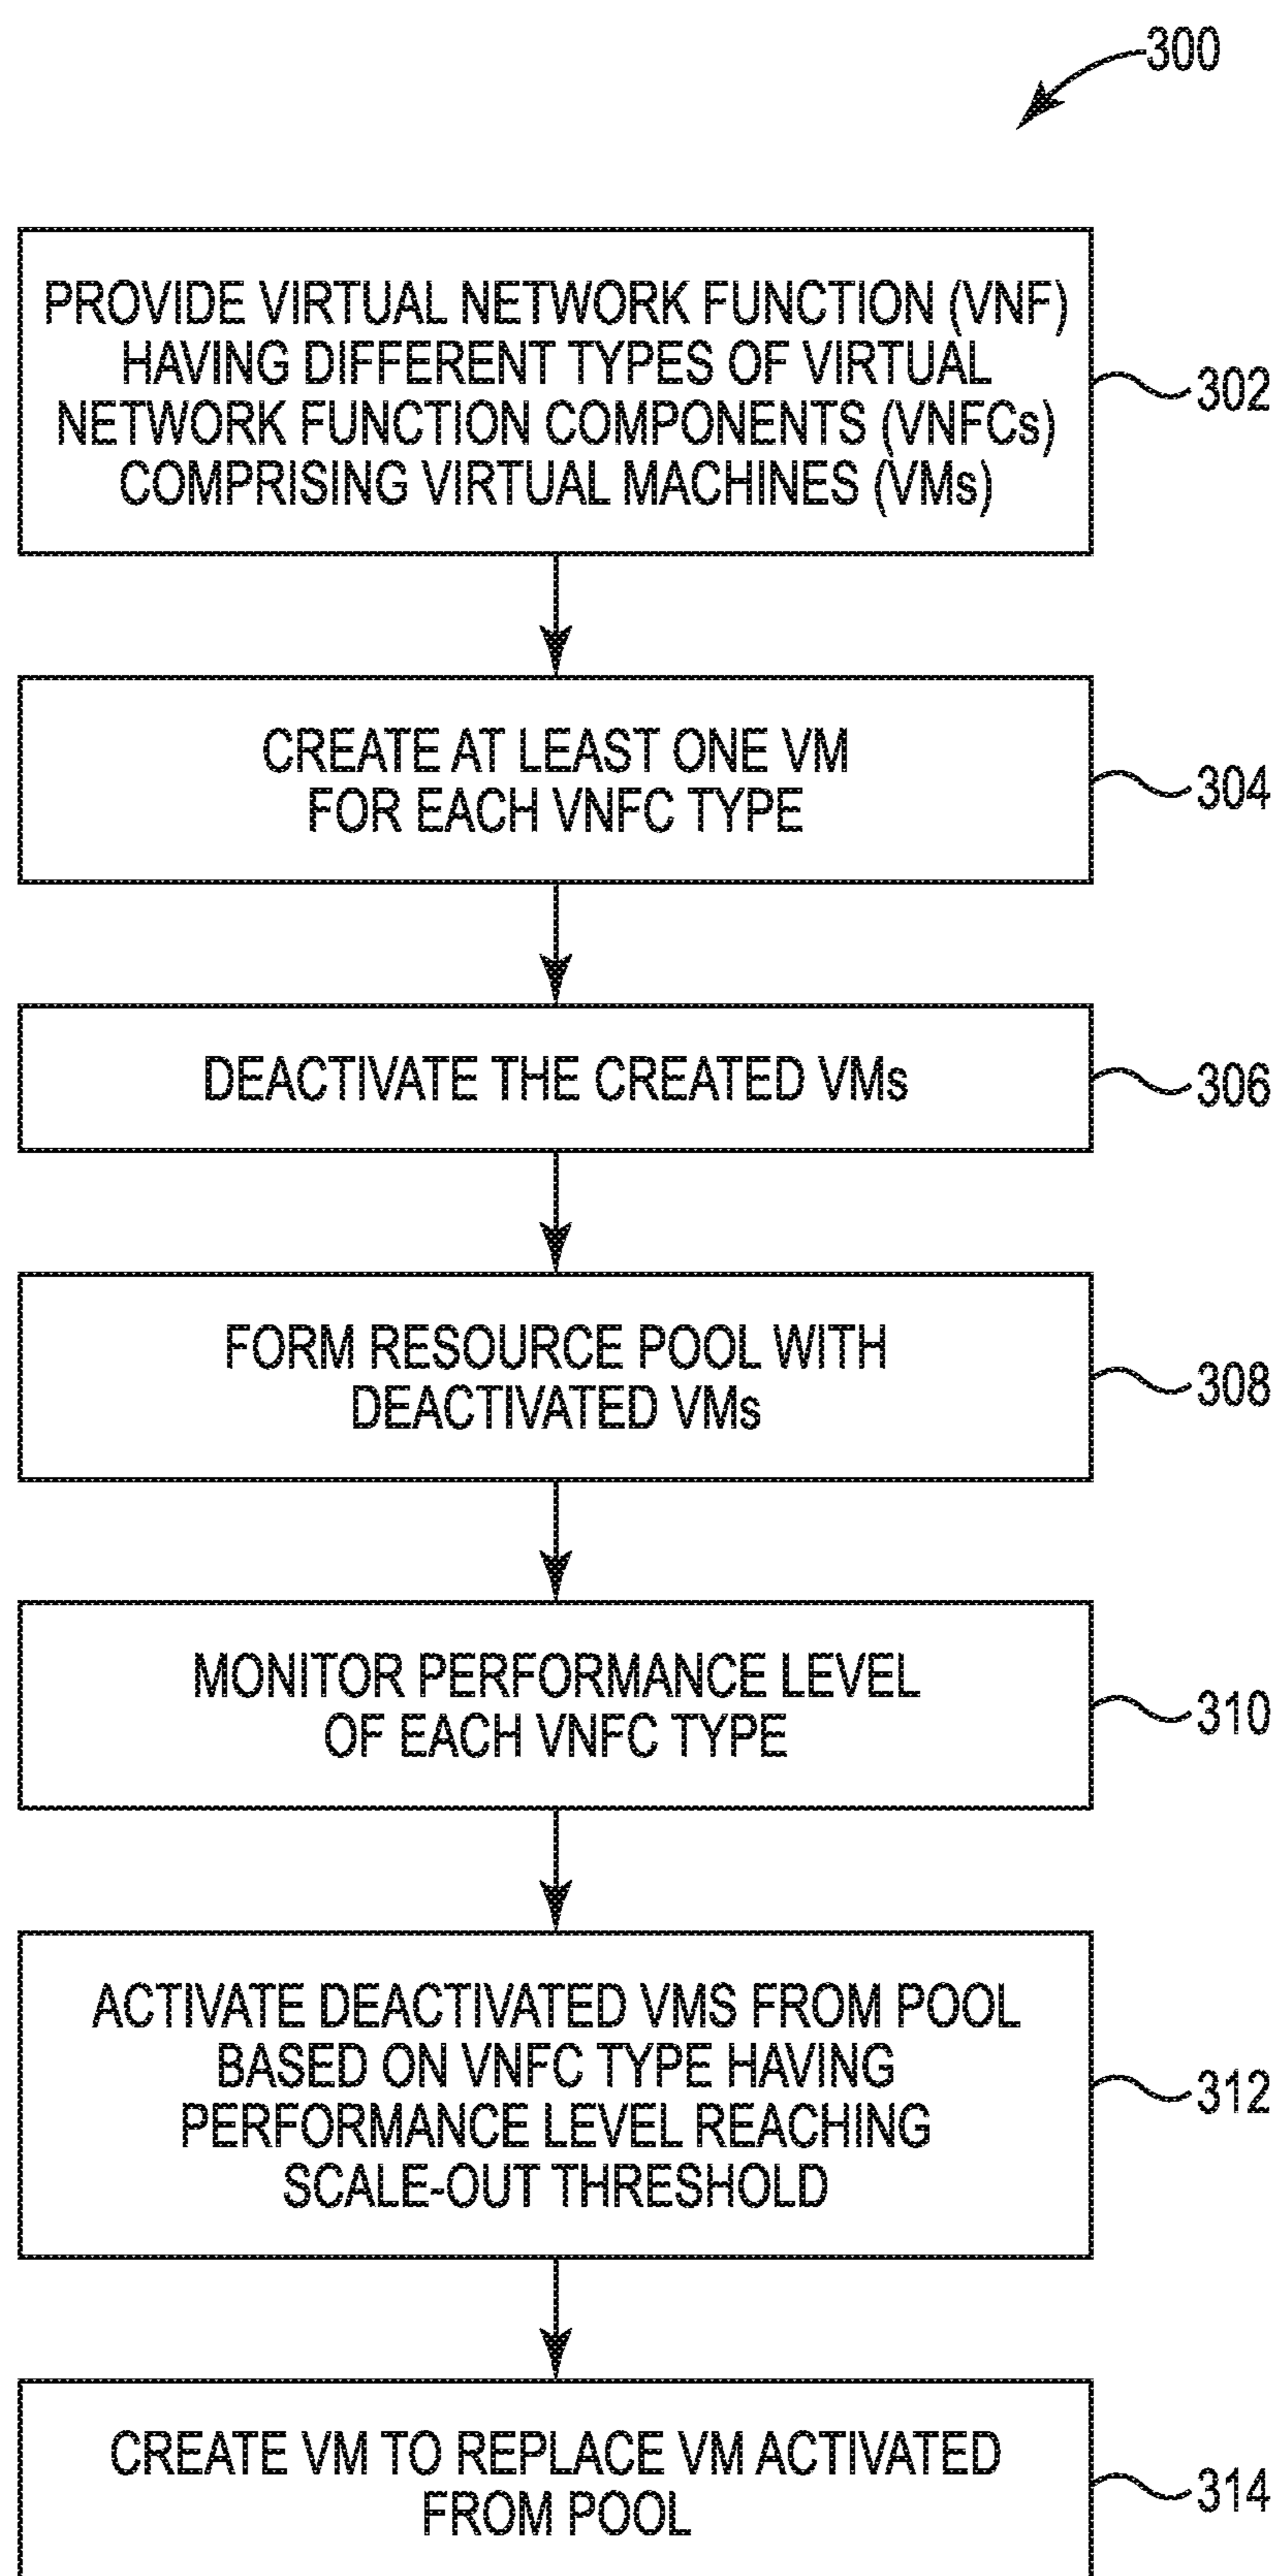 300
PROVIDE VIRTUAL NETWORK FUNCTION (VNF)
HAVING DIFFERENT TYPES OF VIRTUAL
NETWORK FUNCTION COMPONENTS (VNFCs)
COMPRISING VIRTUAL MACHINES (VMs)
302
CREATE AT LEAST ONE VM
FOR EACH VNFC TYPE
304
DEACTIVATE THE CREATED VMs
306
FORM RESOURCE POOL WITH
DEACTIVATED VMs
308
MONITOR PERFORMANCE LEVEL
OF EACH VNFC TYPE
310
ACTIVATE DEACTIVATED VMS FROM POOL
BASED ON VNFC TYPE HAVING
PERFORMANCE LEVEL REACHING
SCALE-OUT THRESHOLD
312
CREATE VM TO REPLACE VM ACTIVATED
FROM POOL
314